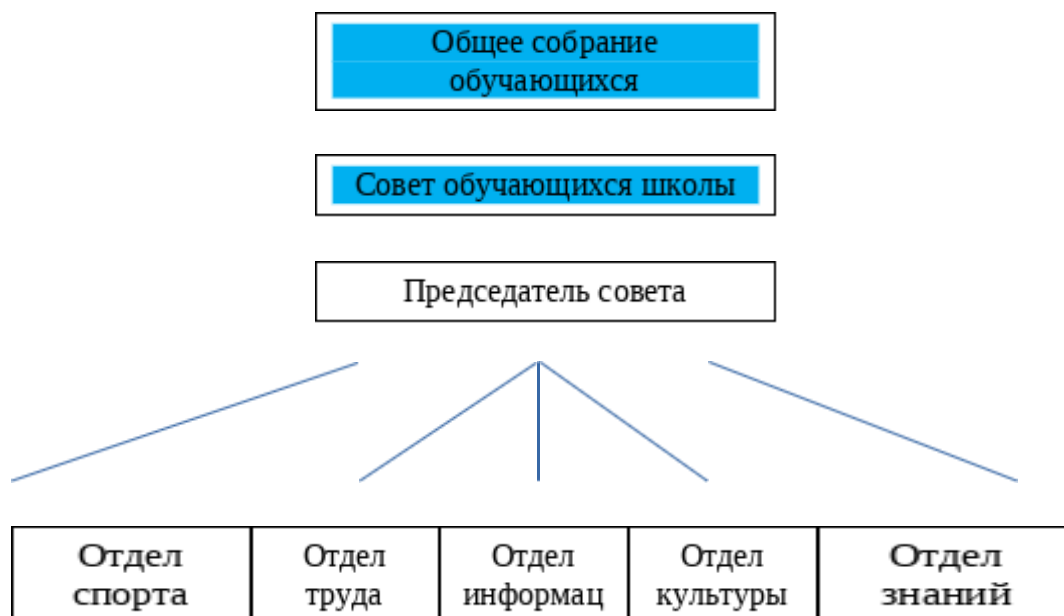 Общее собрание
обучающихся
Совет обучающихся школы
Председатель совета
Отдел
спорта
Отдел
труда
Отдел
информац
Отдел
культуры
Отдел
знаний